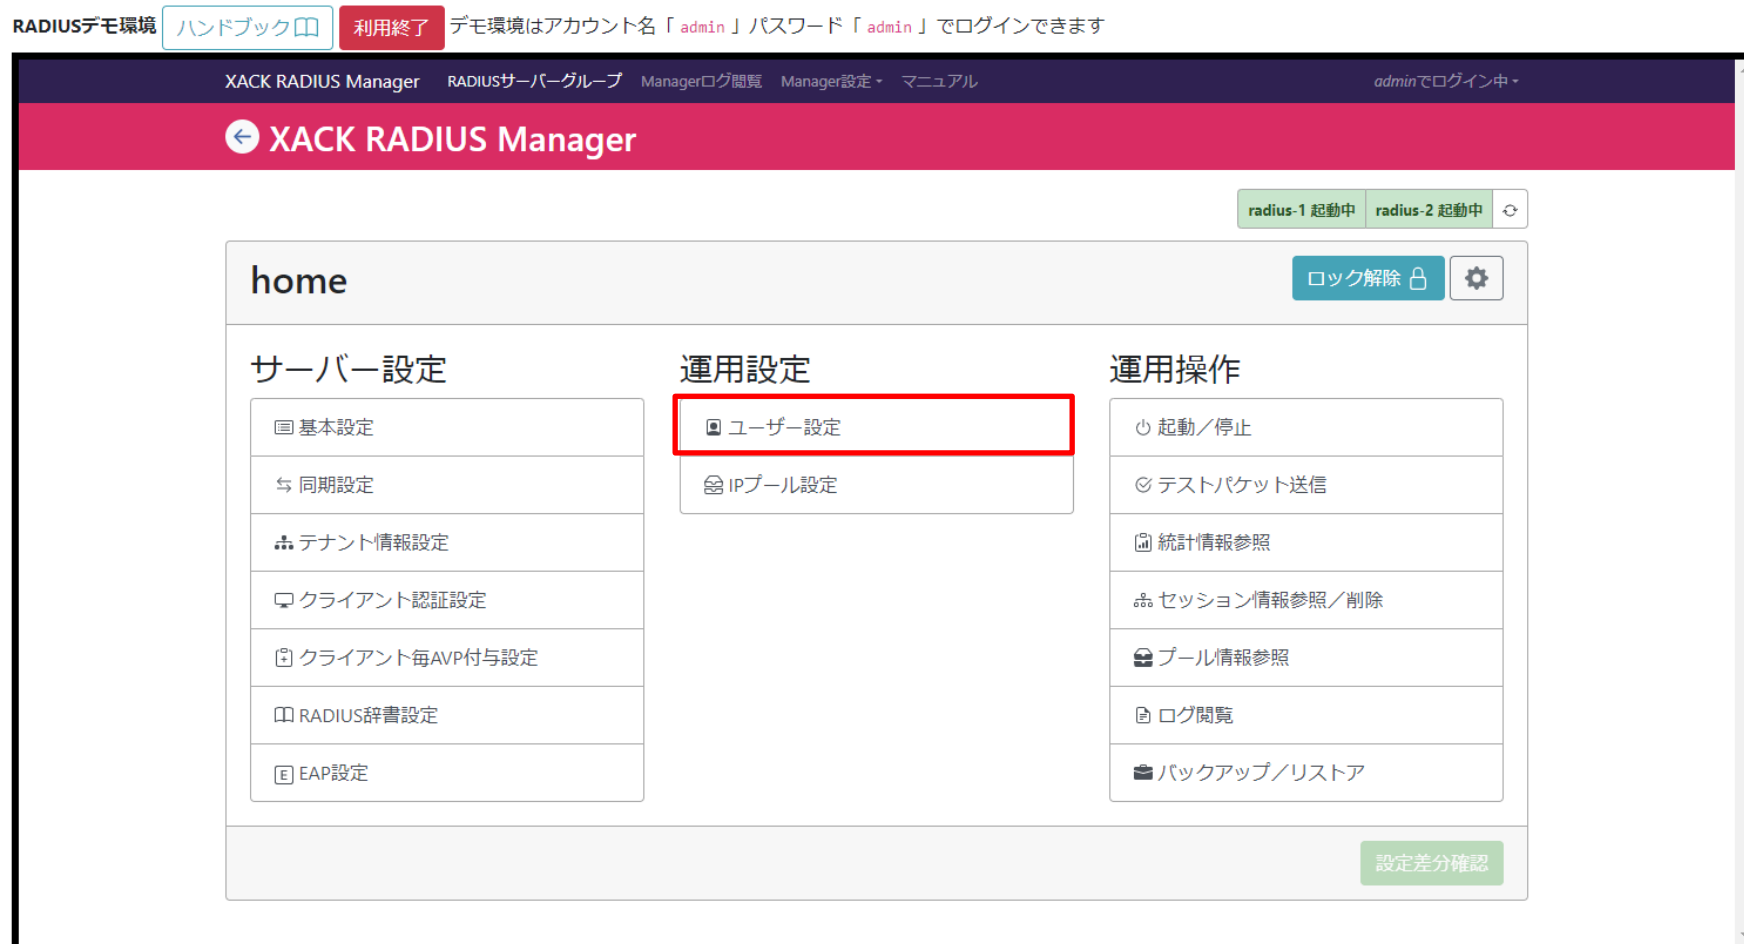 RADIUSデモ環境 ハンドブック 利用終了 デモ環境はアカウント名「 admin 」パスワード「 admin 」でログインできます
XACK RADIUS Manager RADIUSサーバーグループ Managerログ閲覧 Manager設定 マニュアル adminでログイン中
XACK RADIUS Manager
radius-1 起動中 radius-2 起動中
home ロック解除
サーバー設定
基本設定
同期設定
テナント情報設定
クライアント認証設定
クライアント毎AVP付与設定
RADIUS辞書設定
EAP設定
運用設定
ユーザー設定
IPプール設定
運用操作
起動／停止
テストパケット送信
統計情報参照
セッション情報参照／削除
プール情報参照
ログ閲覧
バックアップ／リストア
設定差分確認